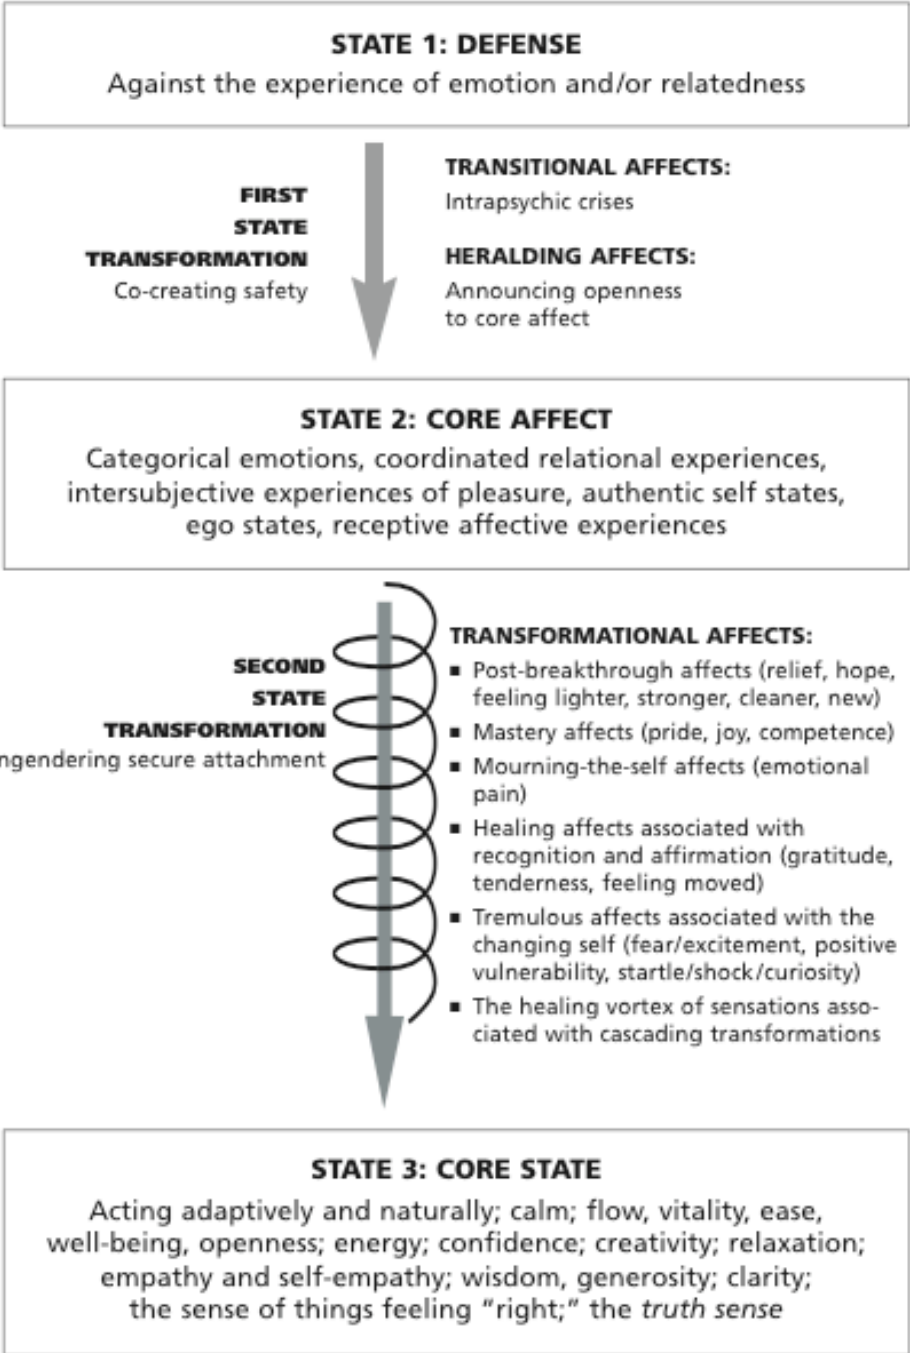 STATE 1: DEFENSE
Against the experience of emotion and/or relatedness
FIRST
STATE
TRANSFORMATION
Co-creating safety
TRANSITIONAL AFFECTS:
Intrapsychic crises
HERALDING AFFECTS:
Announcing openness
to core affect
STATE 2: CORE AFFECT
Categorical emotions, coordinated relational experiences,
intersubjective experiences of pleasure, authentic self states,
ego states, receptive affective experiences
SECOND
STATE
TRANSFORMATION
ngendering secure attachment
TRANSFORMATIONAL AFFECTS:
▪ Post-breakthrough affects (relief, hope,
feeling lighter, stronger, cleaner, new)
▪ Mastery affects (pride, joy, competence)
▪ Mourning-the-self affects (emotional
pain)
▪ Healing affects associated with
recognition and affirmation (gratitude,
tenderness, feeling moved)
▪ Tremulous affects associated with the
changing self (fear/excitement, positive
vulnerability, startle/shock/curiosity)
▪ The healing vortex of sensations asso-
ciated with cascading transformations
STATE 3: CORE STATE
Acting adaptively and naturally; calm; flow, vitality, ease,
well-being, openness; energy; confidence; creativity; relaxation;
empathy and self-empathy; wisdom, generosity; clarity;
the sense of things feeling “right;” the truth sense